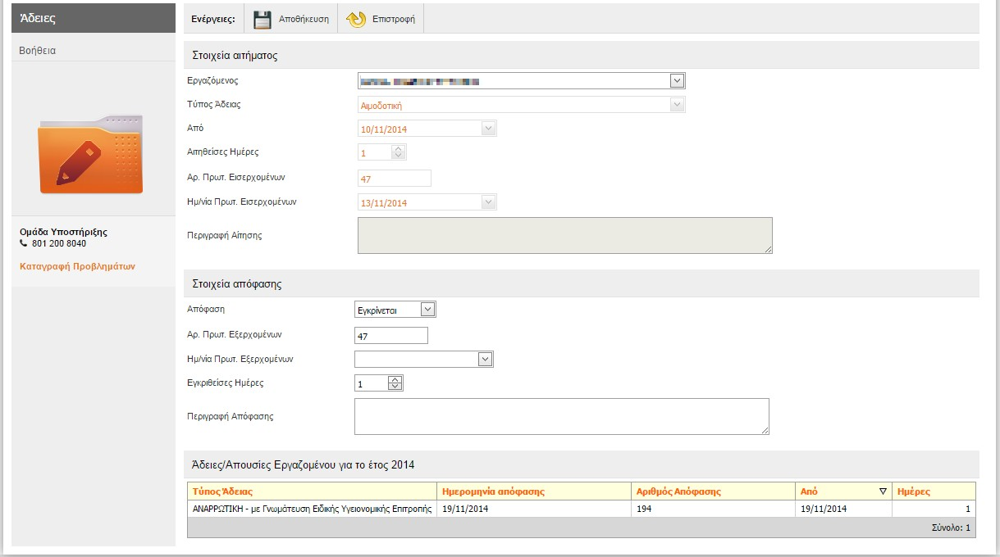 Άδειες
Ενέργειες: Αποθήκευση Επιστροφή
Βοήθεια
Ομάδα Υποστήριξης
801 200 8040
Καταγραφή Προβλημάτων
Στοιχεία αιτήματος
Εργαζόμενος
Τύπος Άδειας Αιμοδοτική
Από 10/11/2014
Αιτηθείσες Ημέρες 1
Αρ. Πρωτ. Εισερχομένων 47
Ημ/νία Πρωτ. Εισερχομένων 13/11/2014
Περιγραφή Αίτησης
Στοιχεία απόφασης
Απόφαση Εγκρίνεται
Αρ. Πρωτ. Εξερχομένων 47
Ημ/νία Πρωτ. Εξερχομένων
Εγκριθείσες Ημέρες 1
Περιγραφή Απόφασης
Άδειες/Απουσίες Εργαζομένου για το έτος 2014
Τύπος Άδειας Ημερομηνία απόφασης Αριθμός Απόφασης Από Ημέρες
ΑΝΑΡΡΩΤΙΚΗ - με Γνωμάτευση Ειδικής Υγειονομικής Επιτροπής 19/11/2014 194 19/11/2014 1
Σύνολο: 1